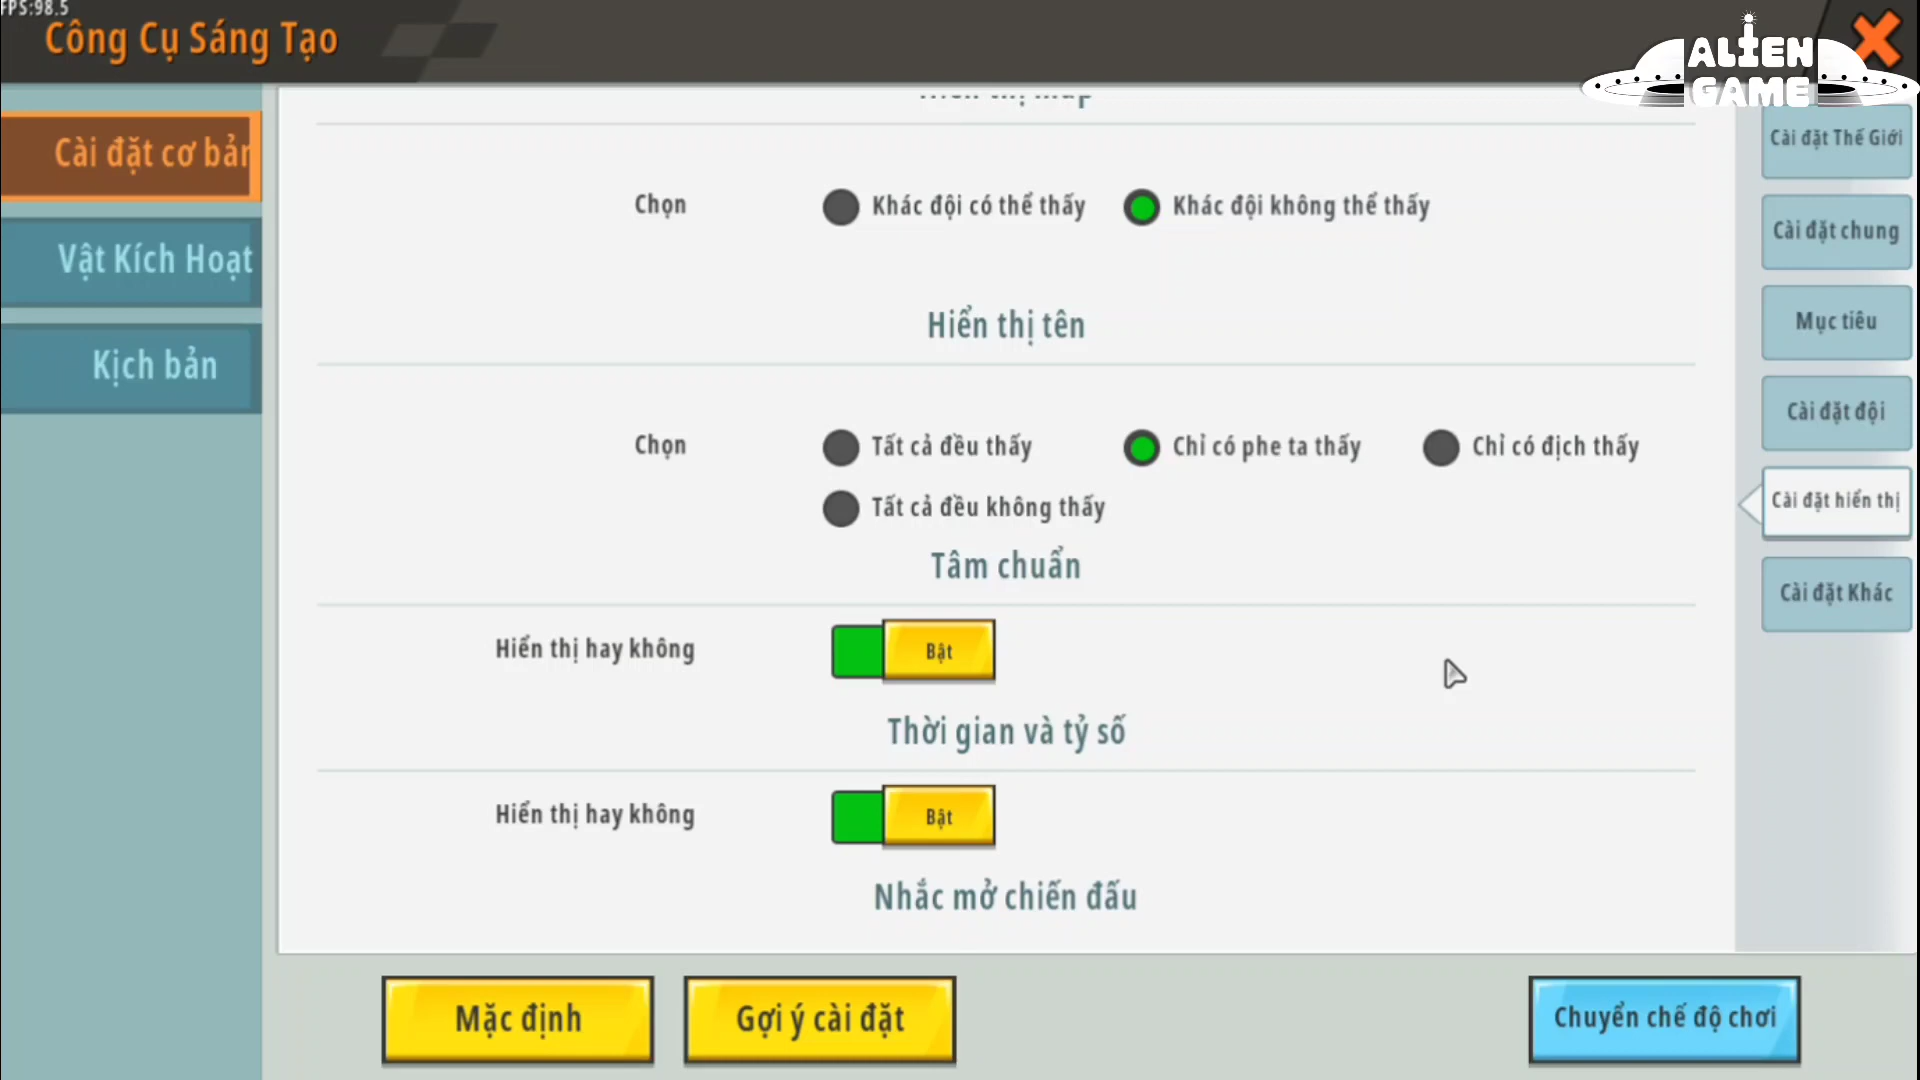 FPS:98.5
Công Cụ Sáng Tạo
ALIEN
GAME
Cài đặt cơ bản
Vật Kích Hoạt
Kịch bản
Chọn
Khác đội có thể thấy
Khác đội không thể thấy
Hiển thị tên
Chọn
Tất cả đều thấy
Chỉ có phe ta thấy
Chỉ có địch thấy
Tất cả đều không thấy
Tâm chuẩn
Hiển thị hay không
Bật
Thời gian và tỷ số
Hiển thị hay không
Bật
Nhắc mở chiến đấu
Cài đặt Thế Giới
Cài đặt chung
Mục tiêu
Cài đặt đội
Cài đặt hiển thị
Cài đặt Khác
Mặc định
Gợi ý cài đặt
Chuyển chế độ chơi